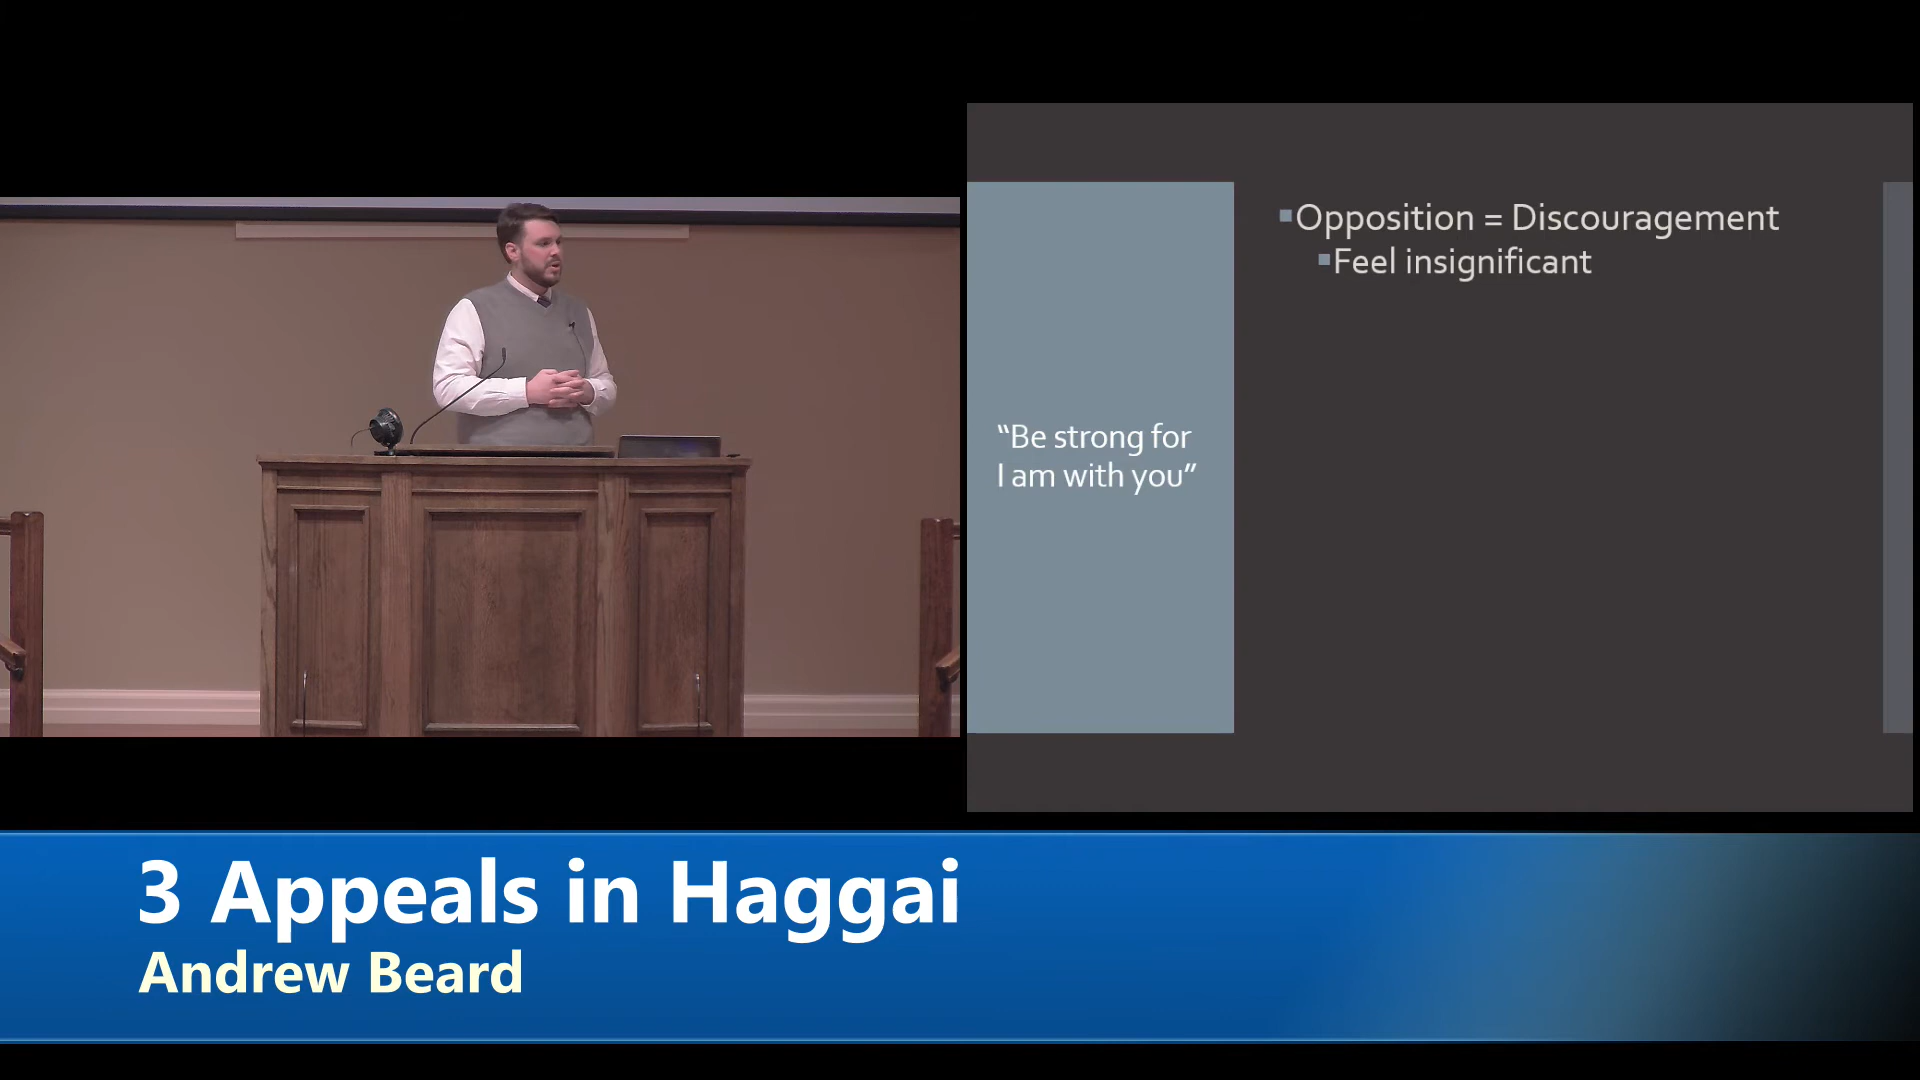 ▪Opposition = Discouragement
▪Feel insignificant
“Be strong for
I am with you”
3 Appeals in Haggai
Andrew Beard